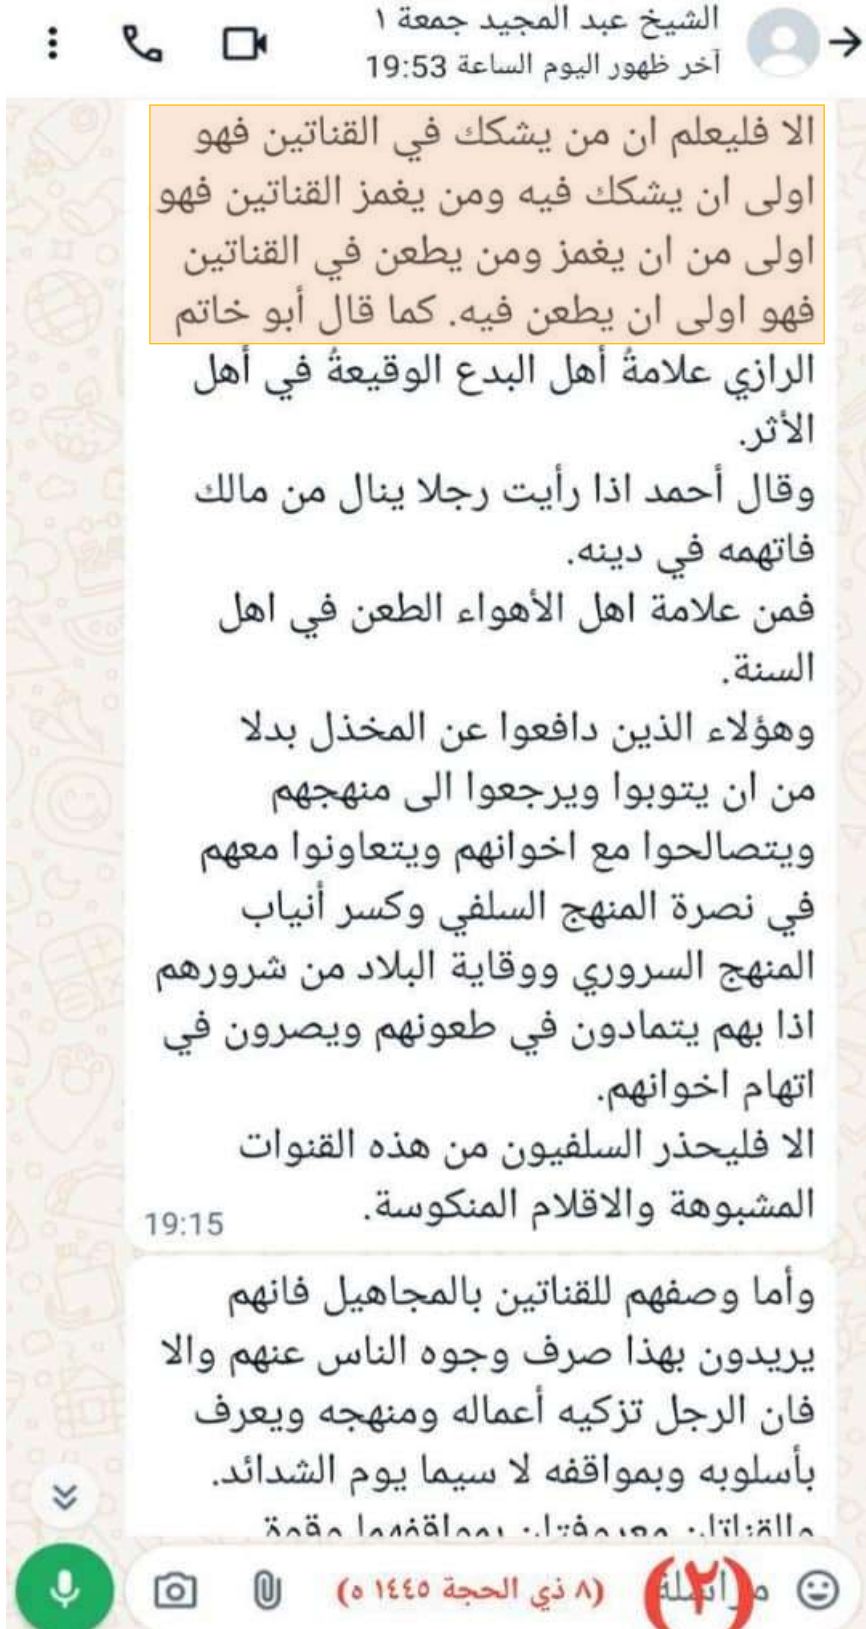 الشيخ عبد المجيد جمعة ١
آخر ظهور اليوم الساعة 19:53
الا فليعلم ان من يشكك في القناتين فهو
اولى ان يشكك فيه ومن يغمز القناتين فهو
اولى من ان يغمز ومن يطعن في القناتين
فهو اولى ان يطعن فيه. كما قال أبو خاتم
الرازي علامةُ أهل البدع الوقيعةُ في أهل
الأثر.
وقال أحمد اذا رأيت رجلا ينال من مالك
فاتهمه في دينه.
فمن علامة اهل الأهواء الطعن في اهل
السنة.
وهؤلاء الذين دافعوا عن المخذل بدلا
من ان يتوبوا ويرجعوا الى منهجهم
ويتصالحوا مع اخوانهم ويتعاونوا معهم
في نصرة المنهج السلفي وكسر أنياب
المنهج السروري ووقاية البلاد من شرورهم
اذا بهم يتمادون في طعونهم ويصرون في
اتهام اخوانهم.
الا فليحذر السلفيون من هذه القنوات
المشبوهة والاقلام المنكوسة.
19:15
وأما وصفهم للقناتين بالمجاهيل فانهم
يريدون بهذا صرف وجوه الناس عنهم والا
فان الرجل تزكيه أعماله ومنهجه ويعرف
بأسلوبه وبمواقفه لا سيما يوم الشدائد.
والقناتان معروفتان بمواقفهما وقوة
مراسلة
(٢)
(٨ ذي الحجة ١٤٤٥ ه)